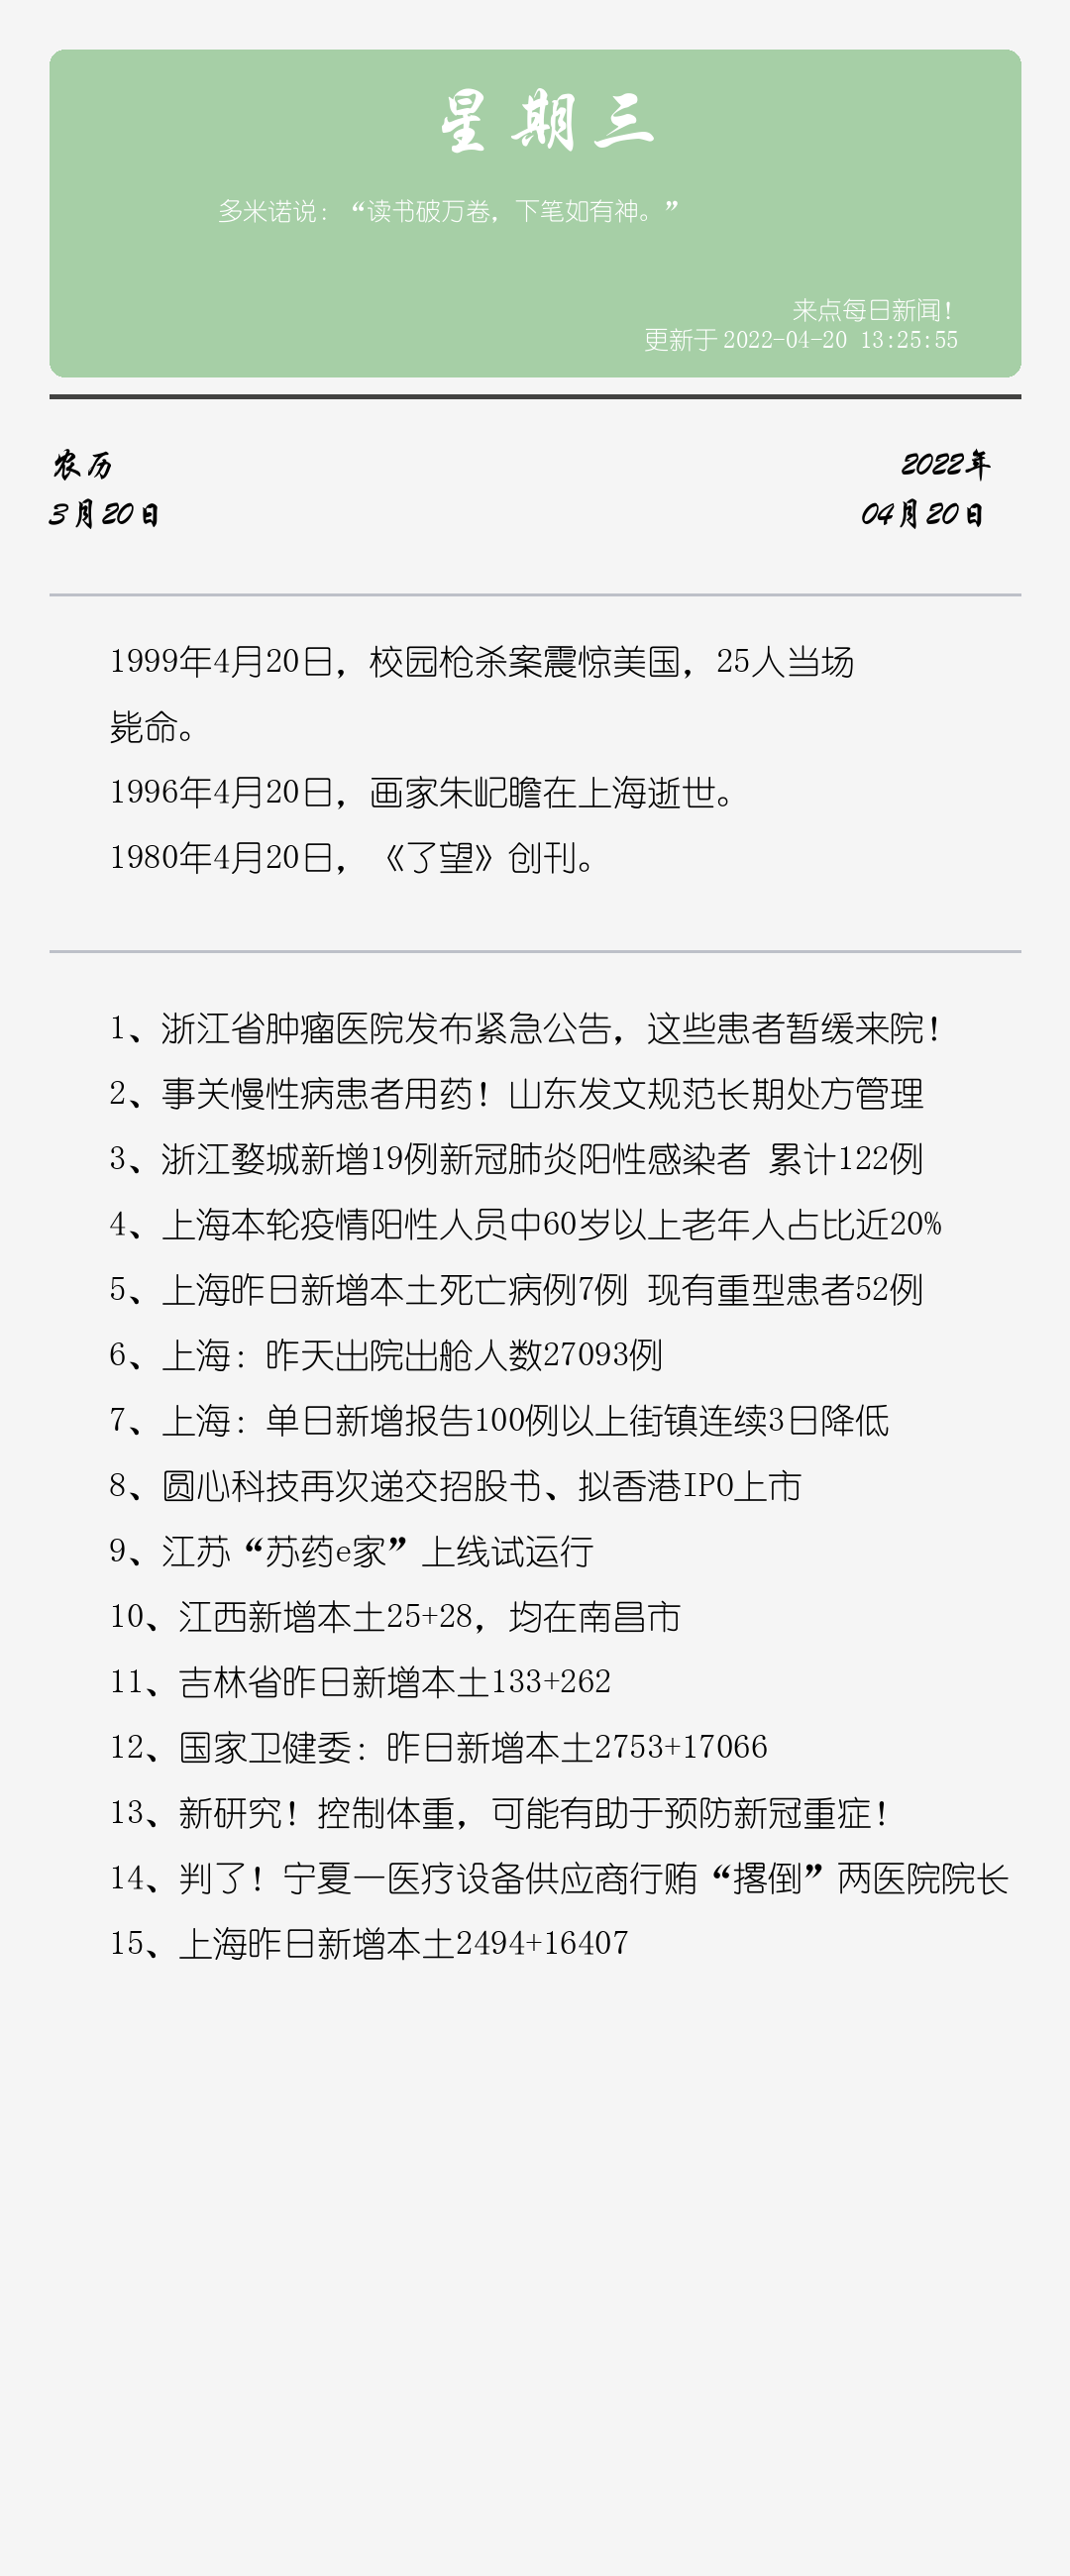 星期三
多米诺说：“读书破万卷，下笔如有神。”
来点每日新闻！
更新于 2022-04-20 13:25:55
农历
2022年
3月20日
04月20日
1999年4月20日，校园枪杀案震惊美国，25人当场
毙命。
1996年4月20日，画家朱屺瞻在上海逝世。
1980年4月20日，《了望》创刊。
1、浙江省肿瘤医院发布紧急公告，这些患者暂缓来院！
2、事关慢性病患者用药！山东发文规范长期处方管理
3、浙江婺城新增19例新冠肺炎阳性感染者 累计122例
4、上海本轮疫情阳性人员中60岁以上老年人占比近20%
5、上海昨日新增本土死亡病例7例 现有重型患者52例
6、上海：昨天出院出舱人数27093例
7、上海：单日新增报告100例以上街镇连续3日降低
8、圆心科技再次递交招股书、拟香港IPO上市
9、江苏“苏药e家”上线试运行
10、江西新增本土25+28，均在南昌市
11、吉林省昨日新增本土133+262
12、国家卫健委：昨日新增本土2753+17066
13、新研究！控制体重，可能有助于预防新冠重症！
14、判了！宁夏一医疗设备供应商行贿“撂倒”两医院院长
15、上海昨日新增本土2494+16407